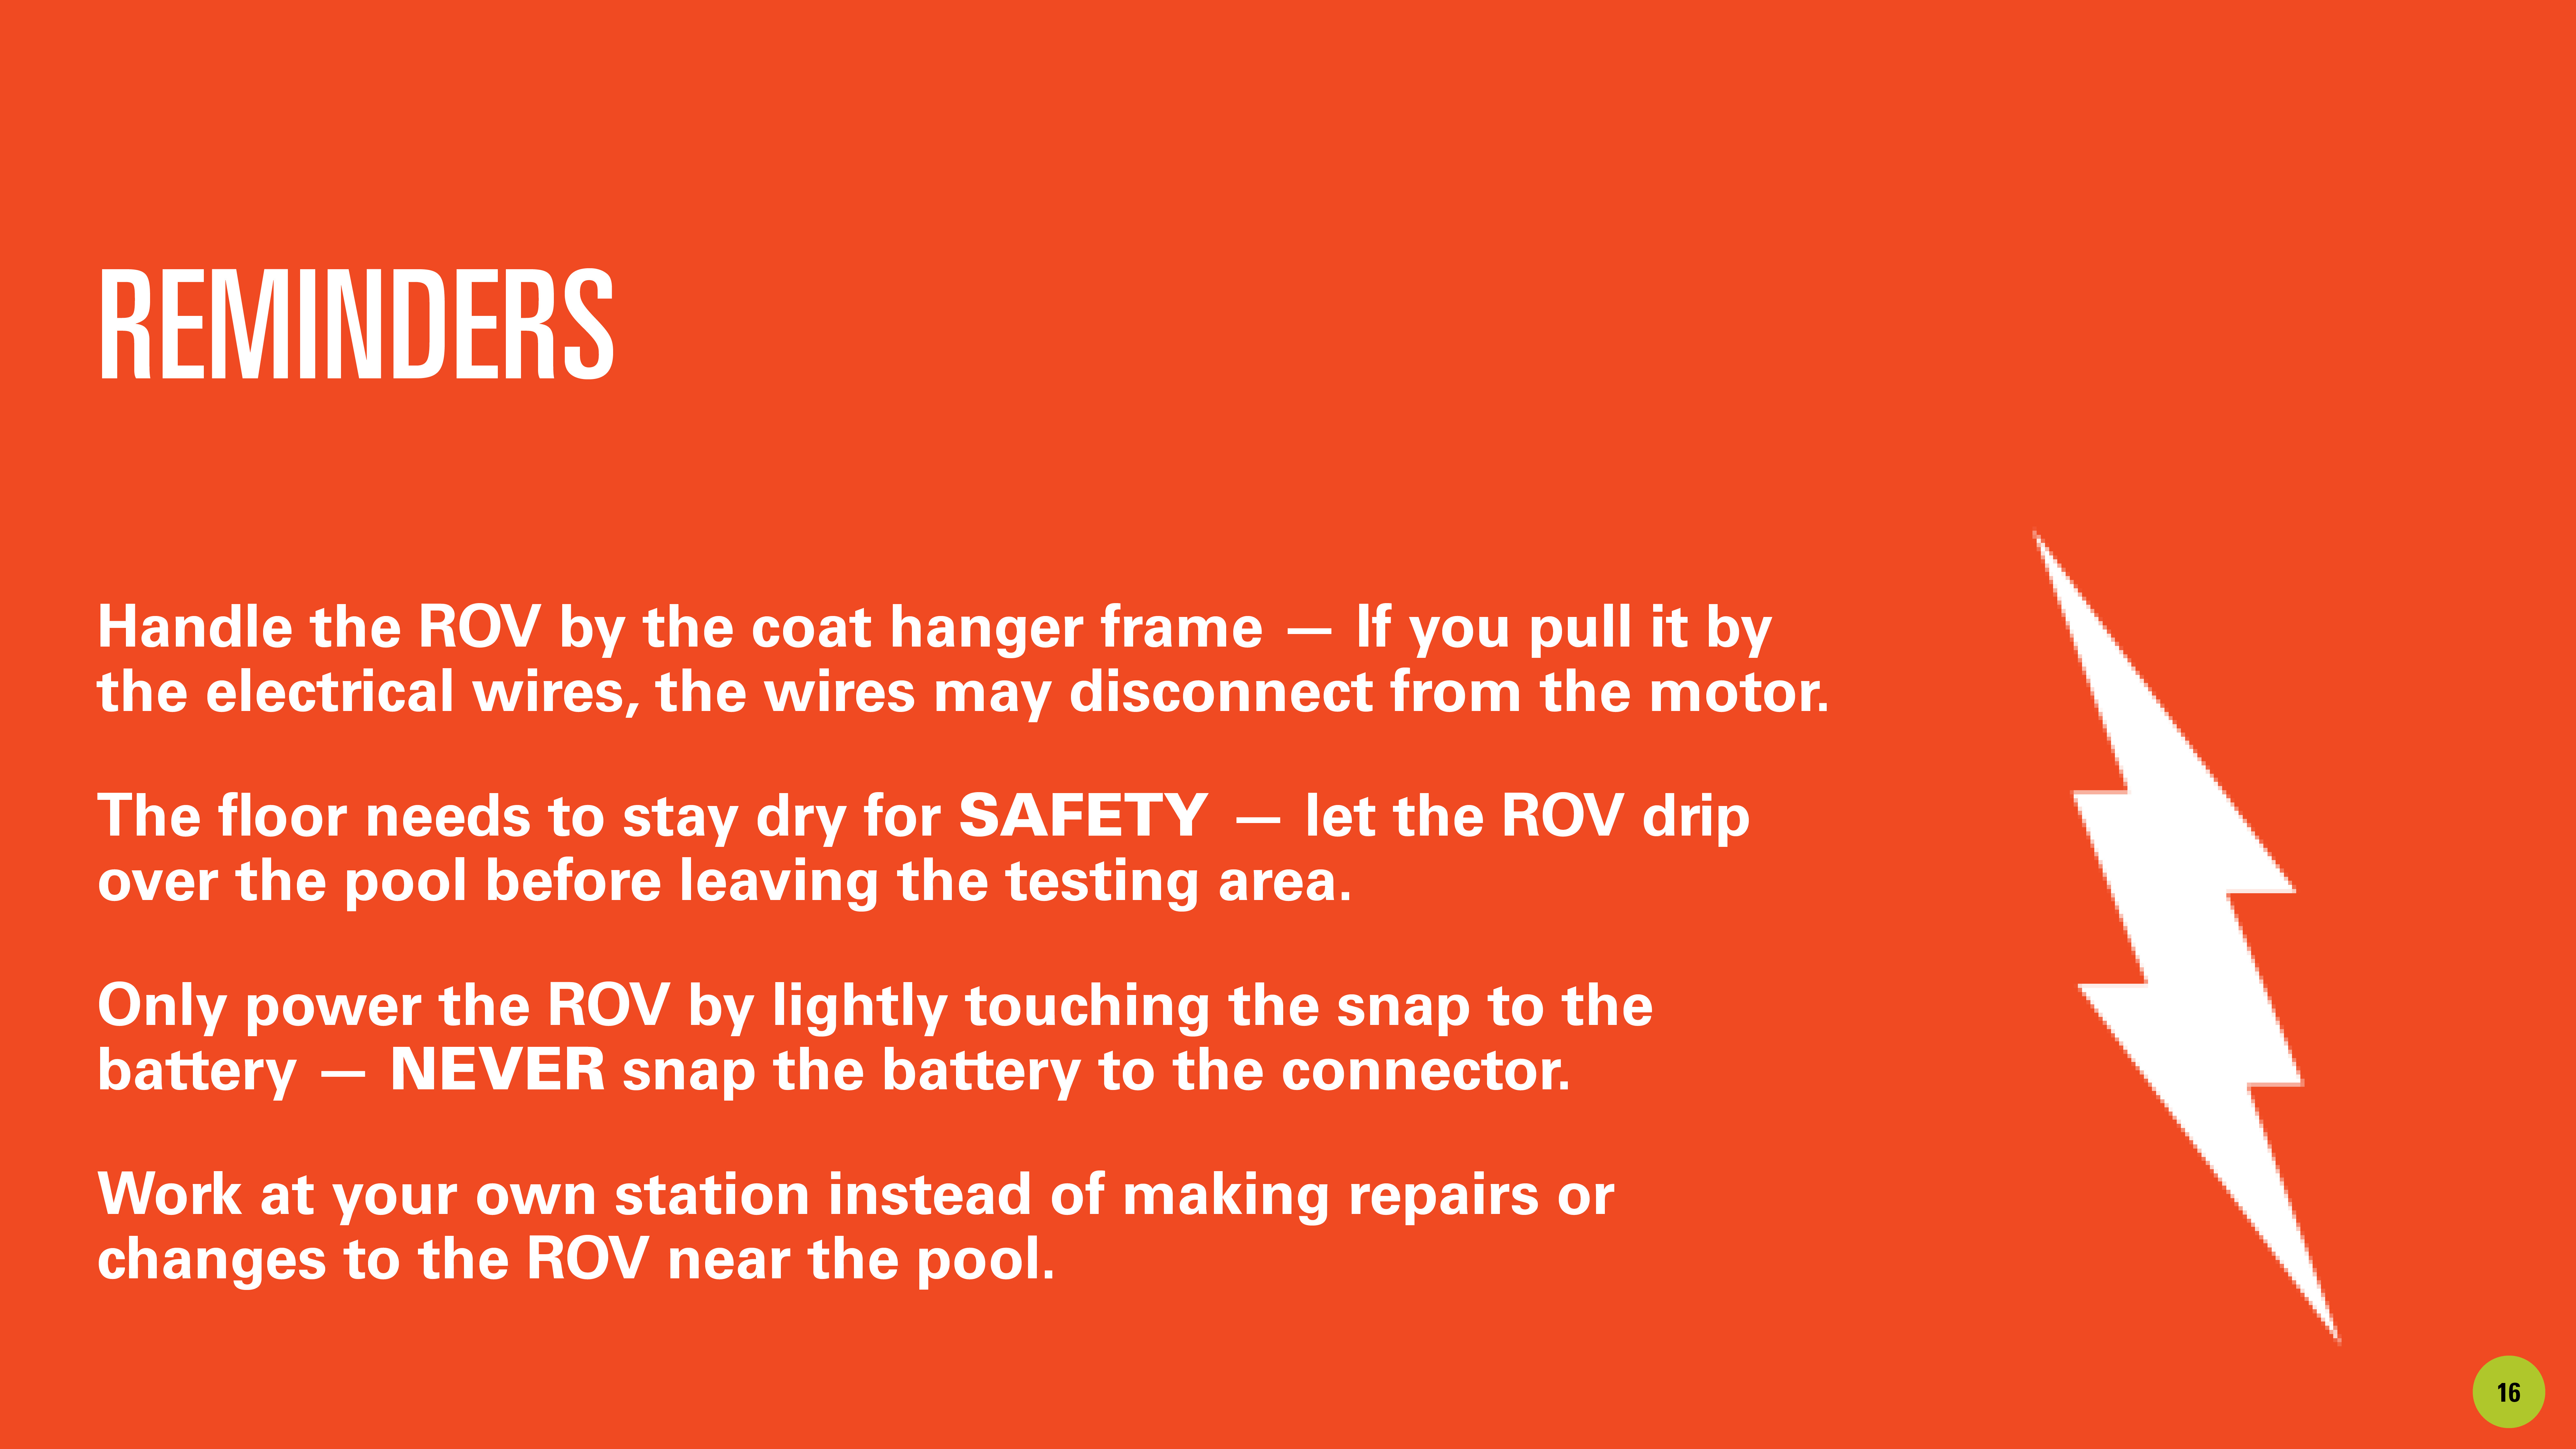 REMINDERS
Handle the ROV by the coat hanger frame — If you pull it by
the electrical wires, the wires may disconnect from the motor.
The floor needs to stay dry for SAFETY — let the ROV drip
over the pool before leaving the testing area.
Only power the ROV by lightly touching the snap to the
battery — NEVER snap the battery to the connector.
Work at your own station instead of making repairs or
changes to the ROV near the pool.
16